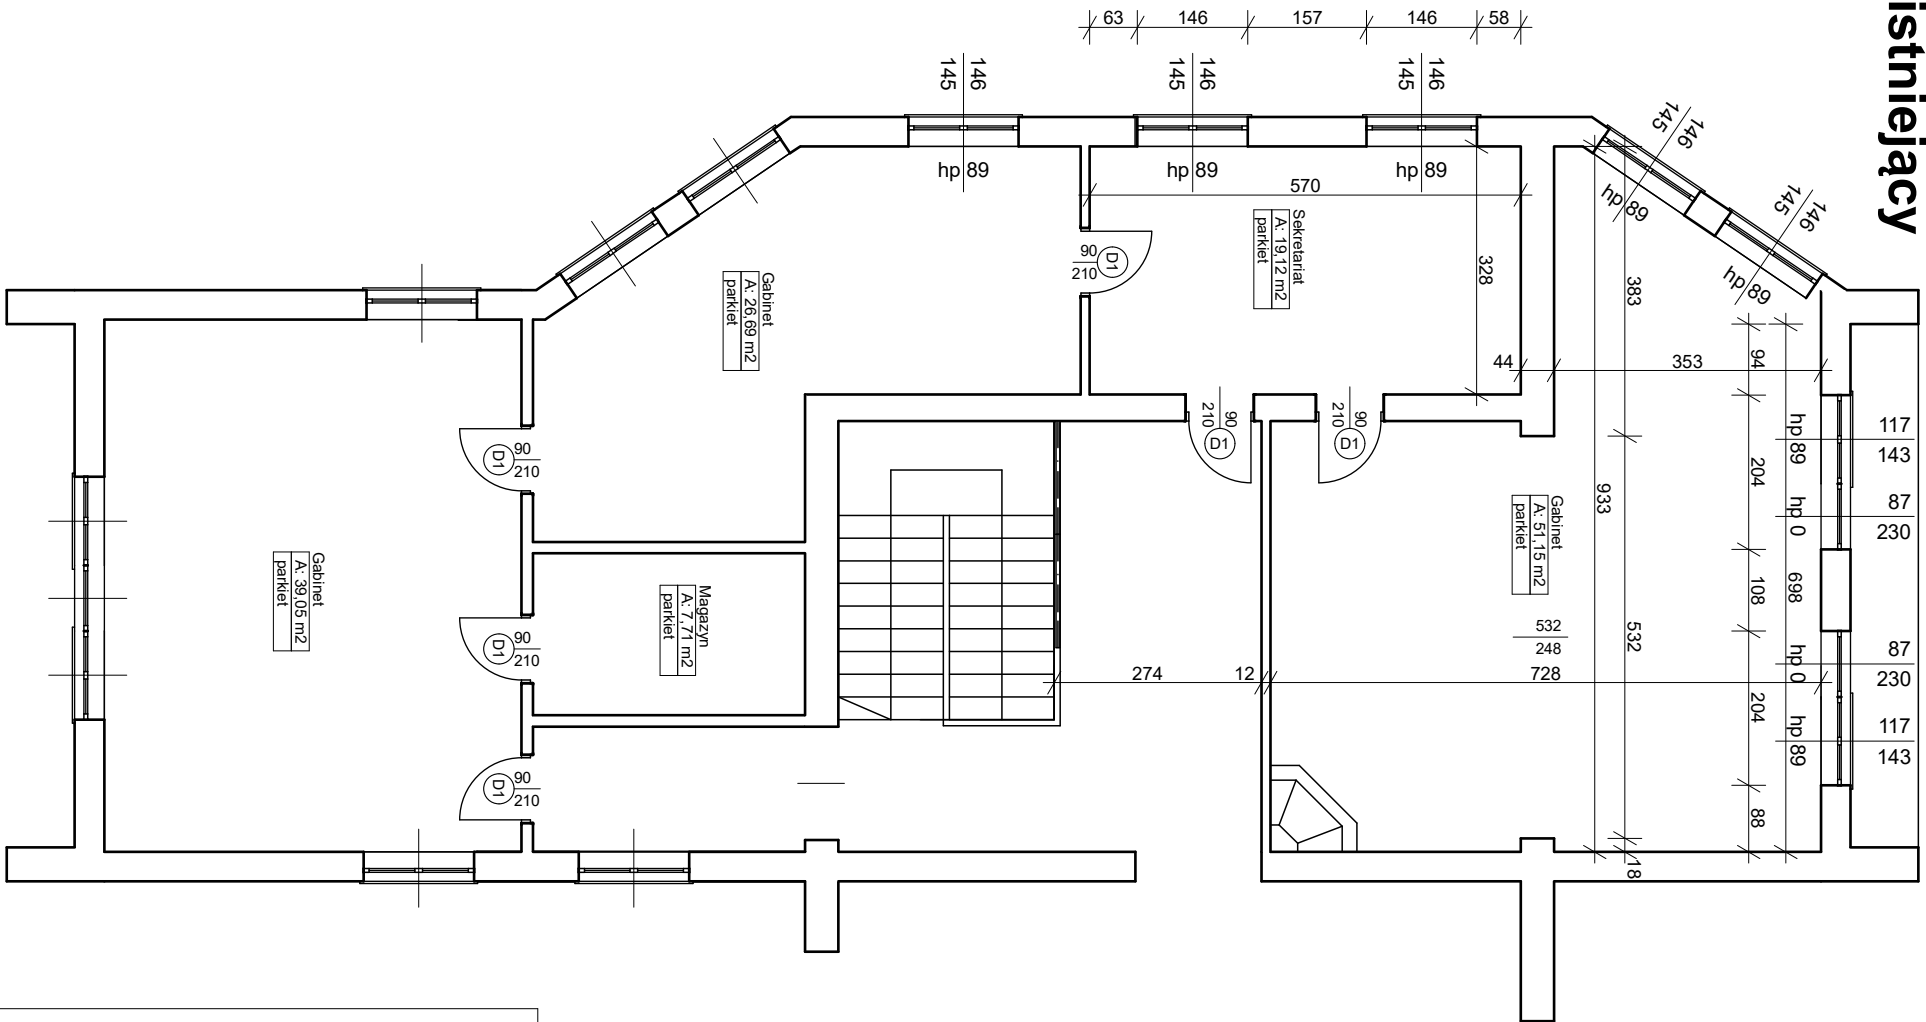 istniejący
63
146
157
146
58
145
146
145
146
145
146
145
146
145
146
hp 89
hp 89
hp 89
hp 89
hp 89
570
328
Sekretariat
A: 19,12 m2
parkiet
90
210
D1
Gabinet
A: 26,69 m2
parkiet
44
353
383
933
532
18
94
204
108
204
88
698
hp 89
hp 0
hp 0
hp 89
117
143
87
230
87
230
117
143
90
210
D1
90
210
D1
Gabinet
A: 51,15 m2
parkiet
532
248
274
12
728
D1
90
210
D1
90
210
D1
90
210
Magazyn
A: 7,71 m2
parkiet
Gabinet
A: 39,05 m2
parkiet